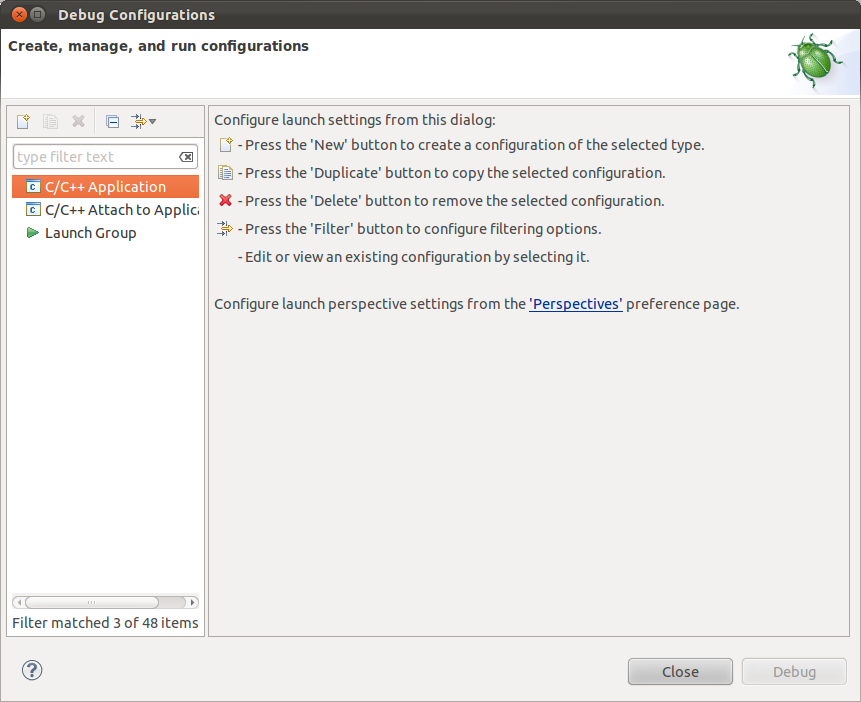 Debug Configurations
Create, manage, and run configurations
type filter text
C/C++ Application
C/C++ Attach to Applica
Launch Group
Filter matched 3 of 48 items
Configure launch settings from this dialog:
- Press the 'New' button to create a configuration of the selected type.
- Press the 'Duplicate' button to copy the selected configuration.
- Press the 'Delete' button to remove the selected configuration.
- Press the 'Filter' button to configure filtering options.
- Edit or view an existing configuration by selecting it.
Configure launch perspective settings from the 'Perspectives' preference page.
Close
Debug